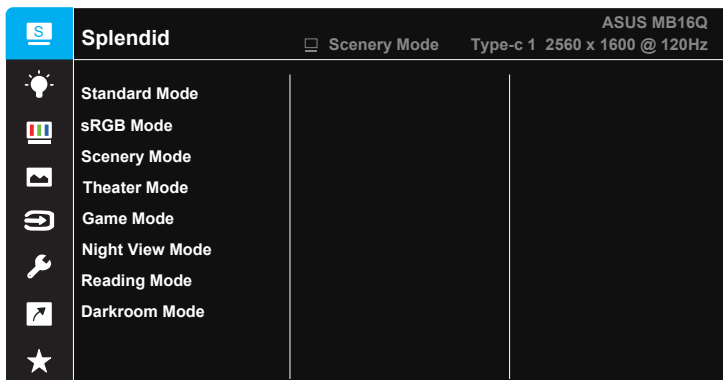 S
Splendid
ASUS MB16Q
Scenery Mode Type-c 1 2560 x 1600 @ 120Hz
Standard Mode
sRGB Mode
Scenery Mode
Theater Mode
Game Mode
Night View Mode
Reading Mode
Darkroom Mode